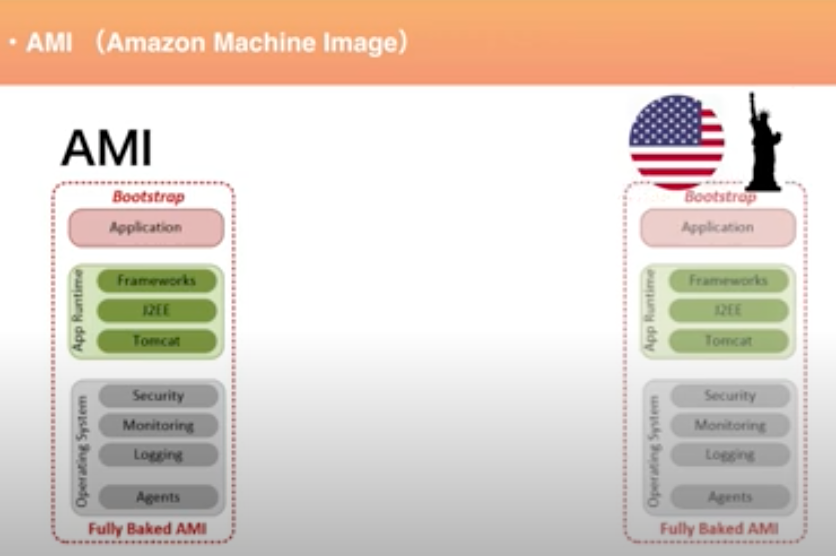 ・AMI （Amazon Machine Image）
AMI
Bootstrap
Application
App Runtime
Frameworks
J2EE
Tomcat
Operating System
Security
Monitoring
Logging
Agents
Fully Baked AMI
Bootstrap
Application
App Runtime
Frameworks
J2EE
Tomcat
Operating System
Security
Monitoring
Logging
Agents
Fully Baked AMI